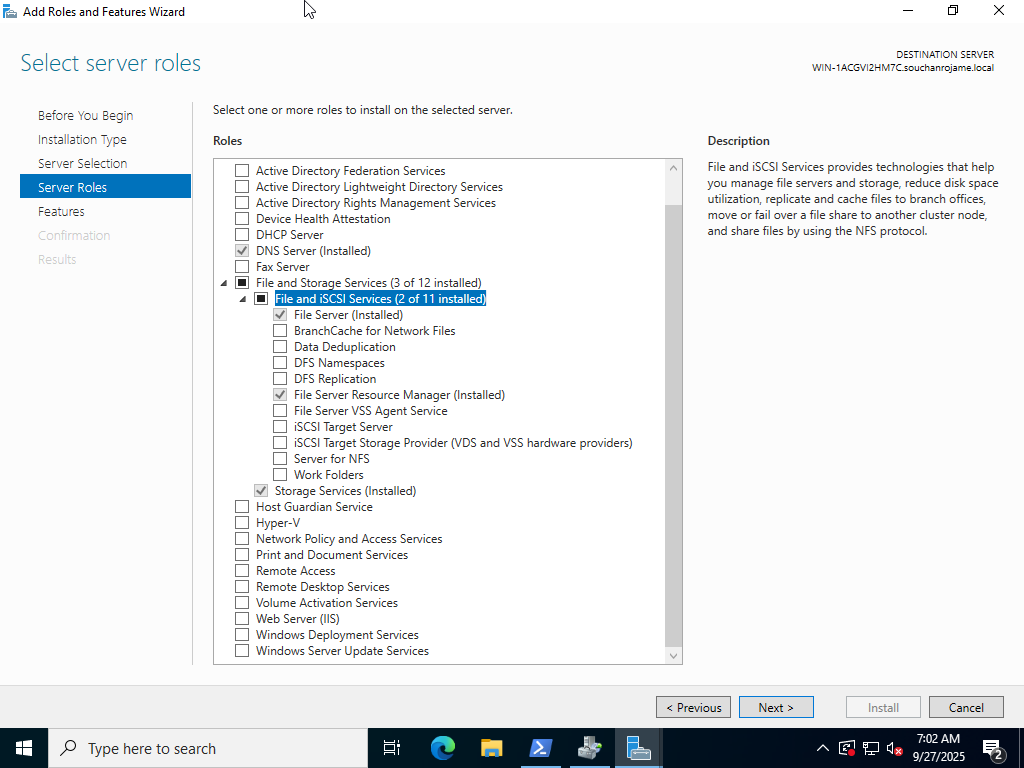 Add Roles and Features Wizard
Select server roles
DESTINATION SERVER
WIN-1ACGVI2HM7C.souchanrojame.local
Before You Begin
Installation Type
Server Selection
Server Roles
Features
Confirmation
Results
Select one or more roles to install on the selected server.
Roles
Active Directory Federation Services
Active Directory Lightweight Directory Services
Active Directory Rights Management Services
Device Health Attestation
DHCP Server
DNS Server (Installed)
Fax Server
File and Storage Services (3 of 12 installed)
File and iSCSI Services (2 of 11 installed)
File Server (Installed)
BranchCache for Network Files
Data Deduplication
DFS Namespaces
DFS Replication
File Server Resource Manager (Installed)
File Server VSS Agent Service
iSCSI Target Server
iSCSI Target Storage Provider (VDS and VSS hardware providers)
Server for NFS
Work Folders
Storage Services (Installed)
Host Guardian Service
Hyper-V
Network Policy and Access Services
Print and Document Services
Remote Access
Remote Desktop Services
Volume Activation Services
Web Server (IIS)
Windows Deployment Services
Windows Server Update Services
Description
File and iSCSI Services provides technologies that help
you manage file servers and storage, reduce disk space
utilization, replicate and cache files to branch offices,
move or fail over a file share to another cluster node,
and share files by using the NFS protocol.
< Previous
Next >
Install
Cancel
Type here to search
7:02 AM
9/27/2025
2